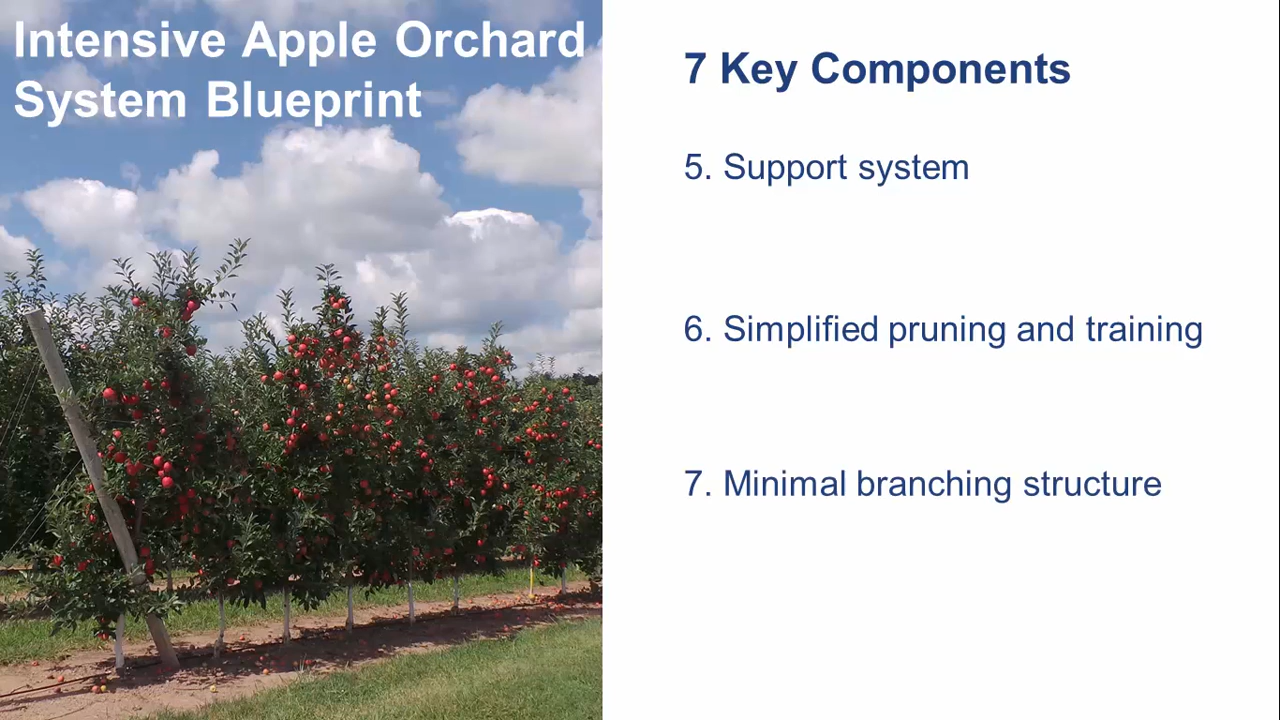 Intensive Apple Orchard
System Blueprint
7 Key Components
5. Support system
6. Simplified pruning and training
7. Minimal branching structure